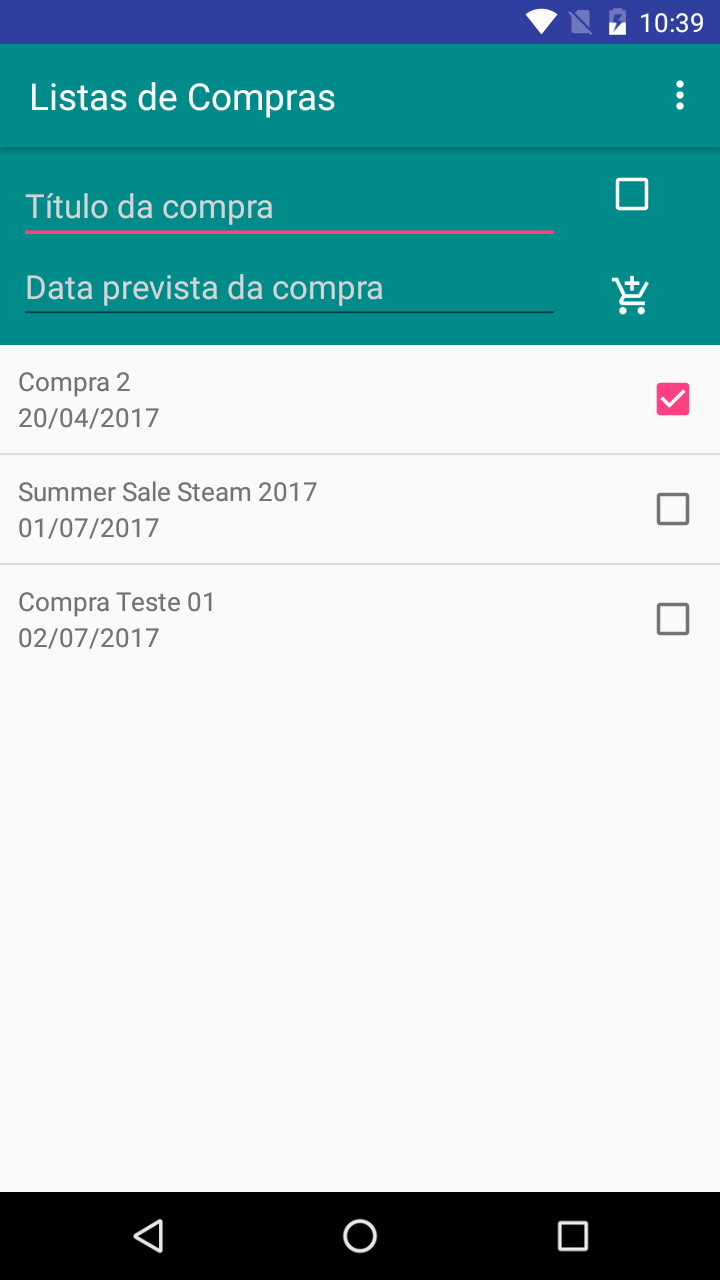 10:39
Listas de Compras
Título da compra
Data prevista da compra
Compra 2
20/04/2017
Summer Sale Steam 2017
01/07/2017
Compra Teste 01
02/07/2017